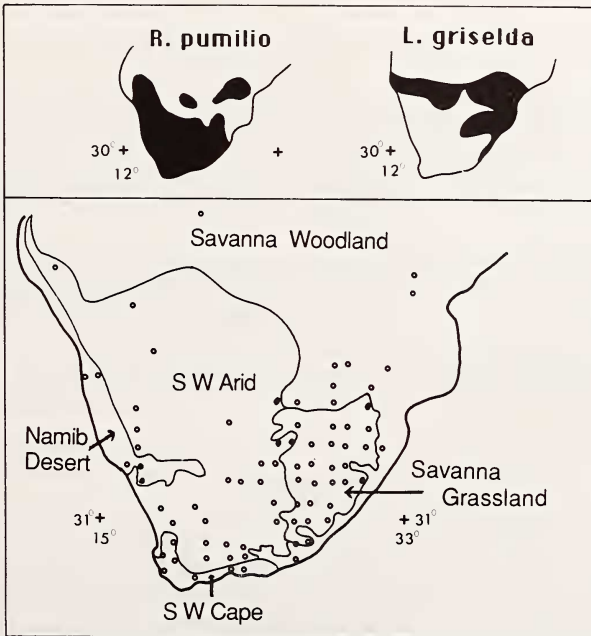 R. pumilio
L. griselda
30° +
12°
+
30° +
12°
Savanna Woodland
S W Arid
Namib
Desert
Savanna
Grassland
31° +
15°
+ 31°
33°
S W Cape